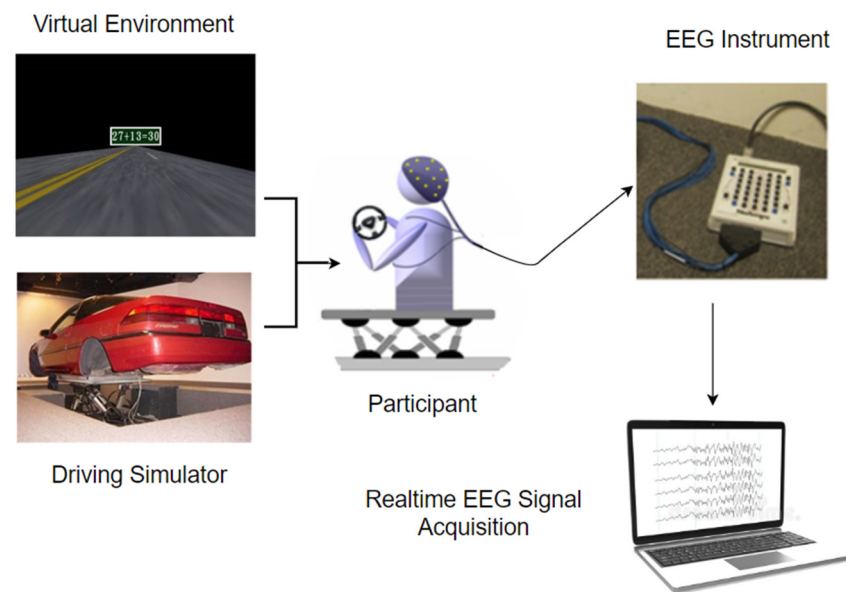 Virtual Environment
EEG Instrument
27+13=30
Participant
Driving Simulator
Realtime EEG Signal
Acquisition